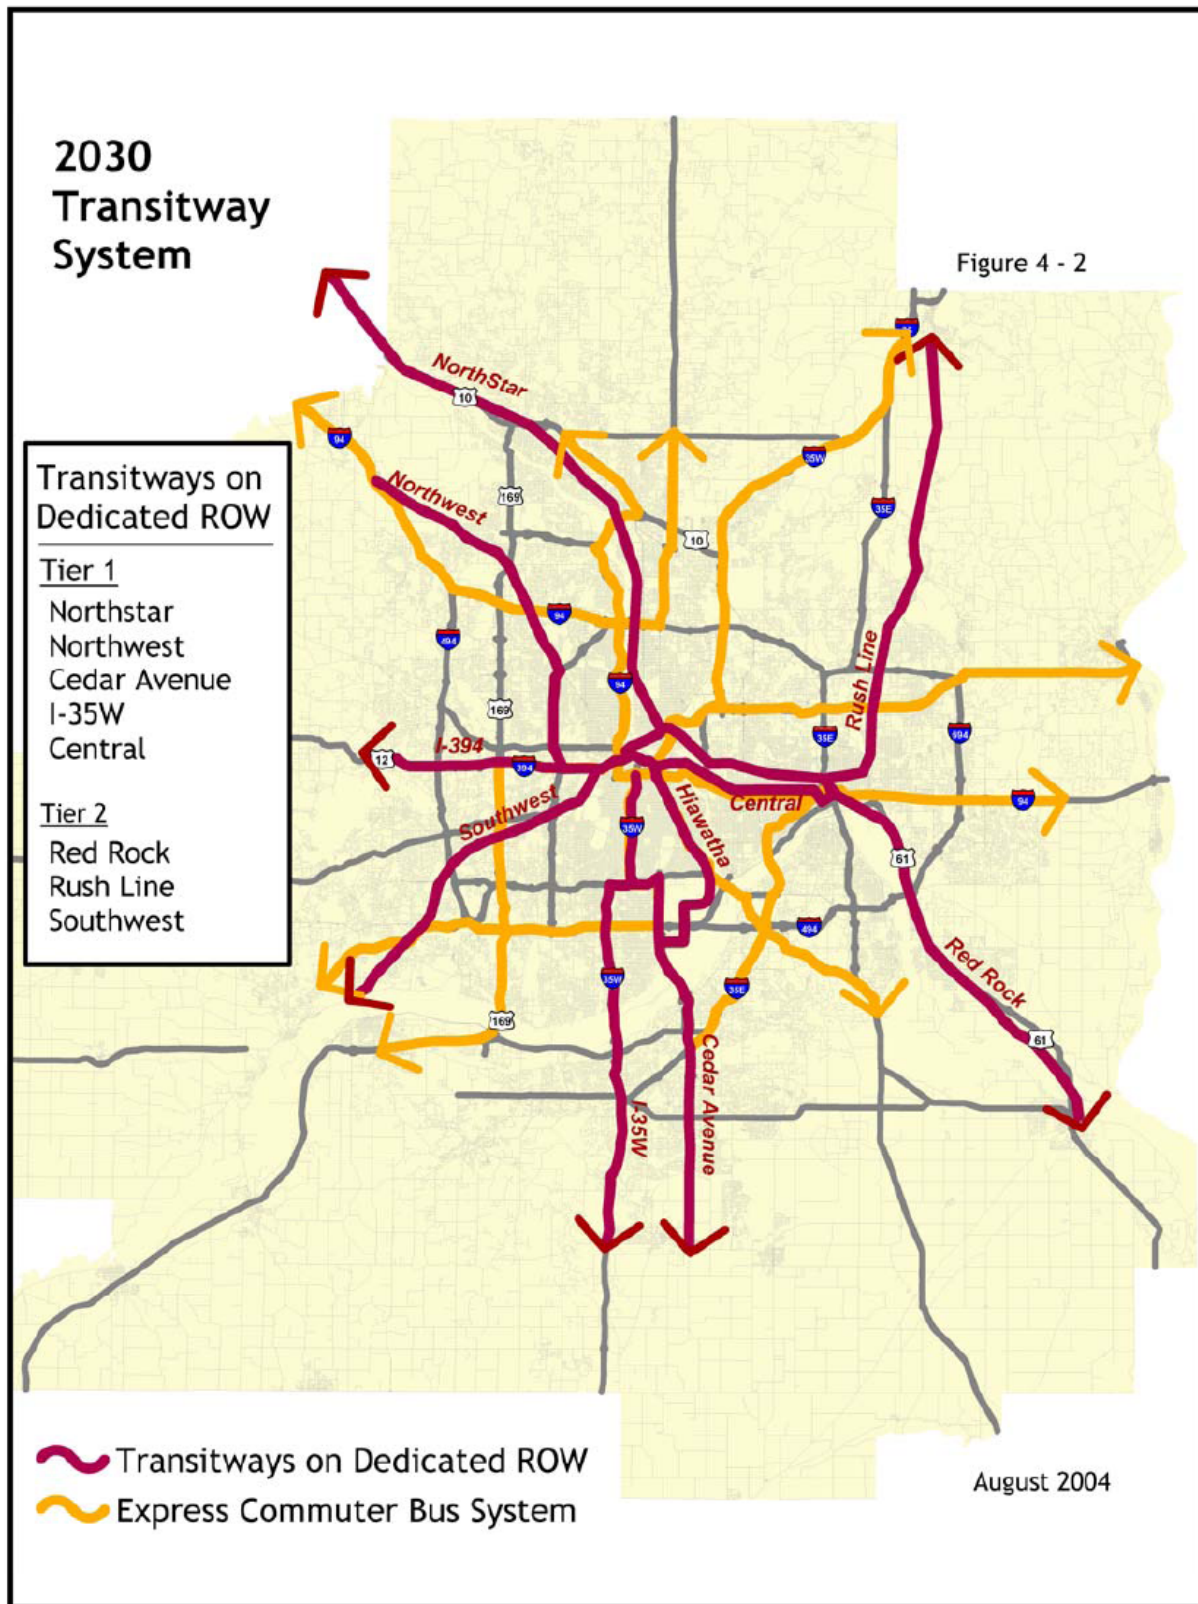 2030
Transitway
System
Figure 4 - 2
NorthStar
10
94
35W
Northwest
169
35E
10
94
494
94
Rush Line
169
35E
694
I-394
12
394
Southwest
Hiawatha
Central
94
35W
61
494
Red Rock
35W
35E
169
61
Cedar Avenue
I-35W
Transitways on
Dedicated ROW
Tier 1
Northstar
Northwest
Cedar Avenue
I-35W
Central
Tier 2
Red Rock
Rush Line
Southwest
Transitways on Dedicated ROW
Express Commuter Bus System
August 2004